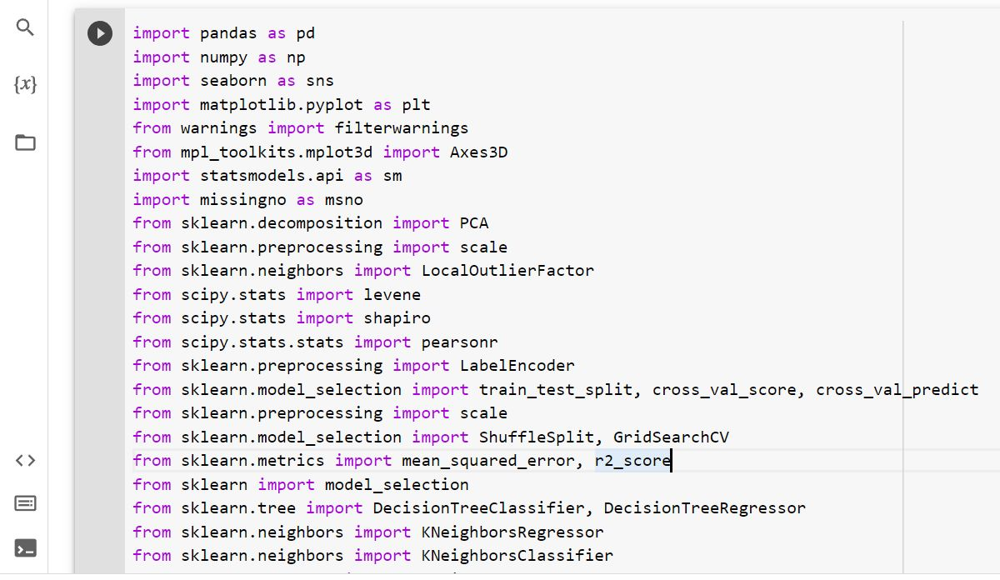 {x}
import pandas as pd
import numpy as np
import seaborn as sns
import matplotlib.pyplot as plt
from warnings import filterwarnings
from mpl_toolkits.mplot3d import Axes3D
import statsmodels.api as sm
import missingno as msno
from sklearn.decomposition import PCA
from sklearn.preprocessing import scale
from sklearn.neighbors import LocalOutlierFactor
from scipy.stats import levene
from scipy.stats import shapiro
from scipy.stats.stats import pearsonr
from sklearn.preprocessing import LabelEncoder
from sklearn.model_selection import train_test_split, cross_val_score, cross_val_predict
from sklearn.preprocessing import scale
from sklearn.model_selection import ShuffleSplit, GridSearchCV
from sklearn.metrics import mean_squared_error, r2_score
from sklearn import model_selection
from sklearn.tree import DecisionTreeClassifier, DecisionTreeRegressor
from sklearn.neighbors import KNeighborsRegressor
from sklearn.neighbors import KNeighborsClassifier